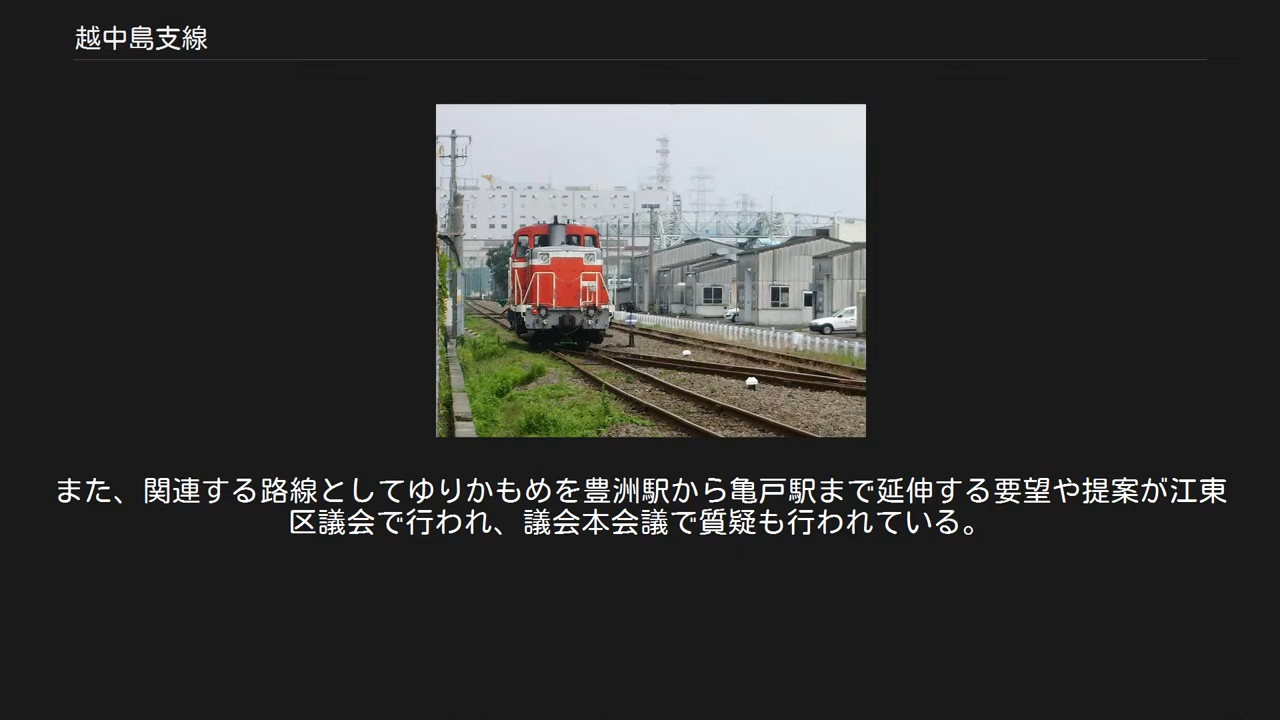 越中島支線
また、関連する路線としてゆりかもめを豊洲駅から亀戸駅まで延伸する要望や提案が江東
区議会で行われ、議会本会議で質疑も行われている。